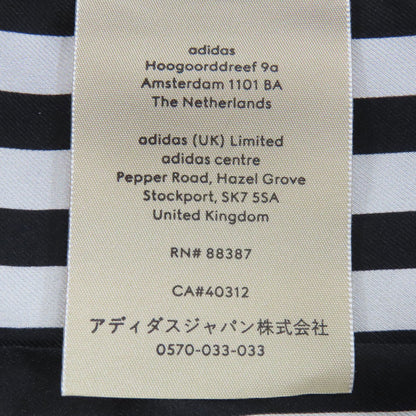 adidas
Hoogoorddreef 9a
Amsterdam 1101 BA
The Netherlands
adidas (UK) Limited
adidas centre
Pepper Road, Hazel Grove
Stockport, SK7 5SA
United Kingdom
RN# 88387
CA#40312
アディダスジャパン株式会社
0570-033-033